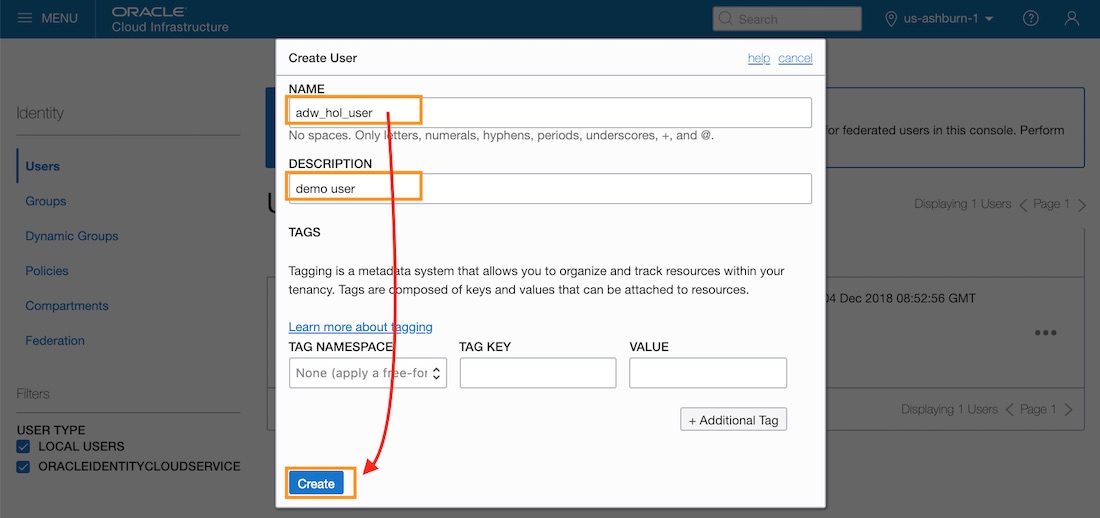 MENU
ORACLE
Cloud Infrastructure
Search
us-ashburn-1
Create User
help
cancel
NAME
adw_hol_user
No spaces. Only letters, numerals, hyphens, periods, underscores, +, and @.
DESCRIPTION
demo user
TAGS
Tagging is a metadata system that allows you to organize and track resources within your
tenancy. Tags are composed of keys and values that can be attached to resources.
Learn more about tagging
TAG NAMESPACE
TAG KEY
VALUE
None (apply a free-for
+ Additional Tag
Create
Identity
Users
Groups
Dynamic Groups
Policies
Compartments
Federation
Filters
USER TYPE
LOCAL USERS
ORACLEIDENTITYCLOUDSERVICE
for federated users in this console. Perform
U
Displaying 1 Users
Page 1
04 Dec 2018 08:52:56 GMT
Displaying 1 Users
Page 1